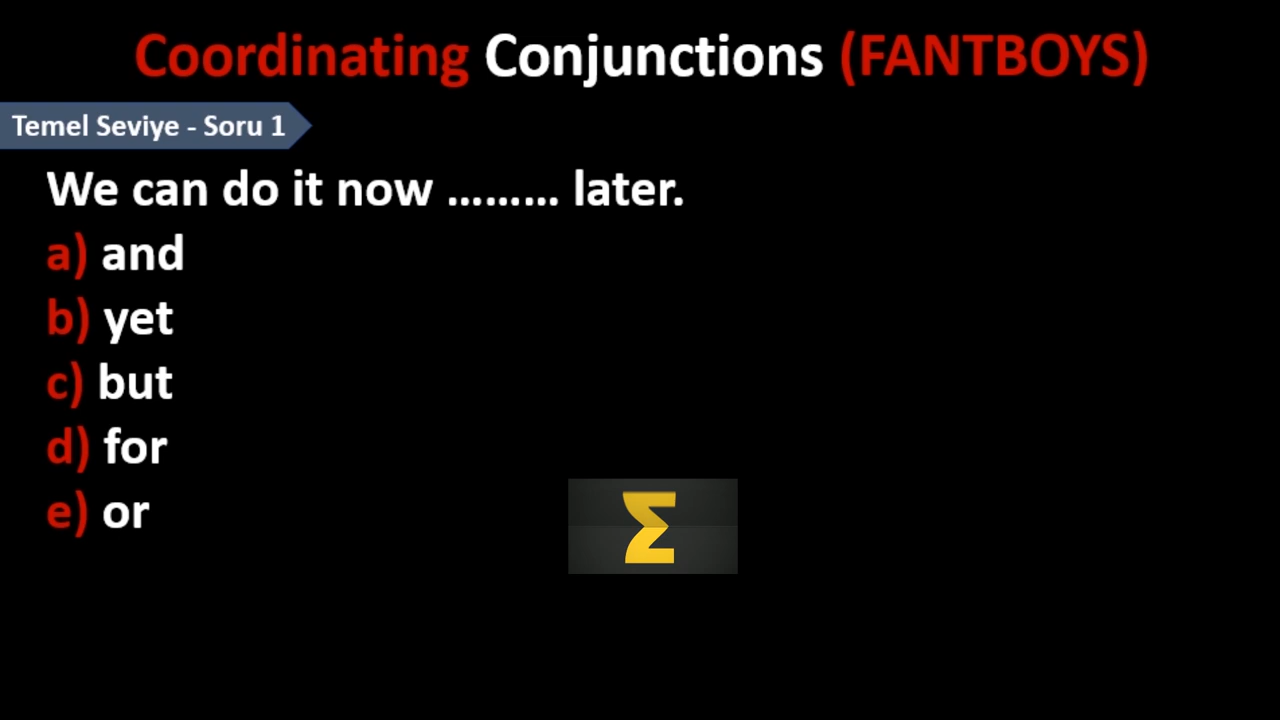 Coordinating Conjunctions (FANTBOYS)
Temel Seviye - Soru 1
We can do it now ......... later.
a) and
b) yet
c) but
d) for
e) or